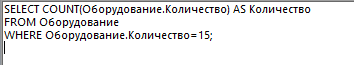 SELECT COUNT(Оборудование.Количество) AS Количество
FROM Оборудование
WHERE Оборудование.Количество=15;